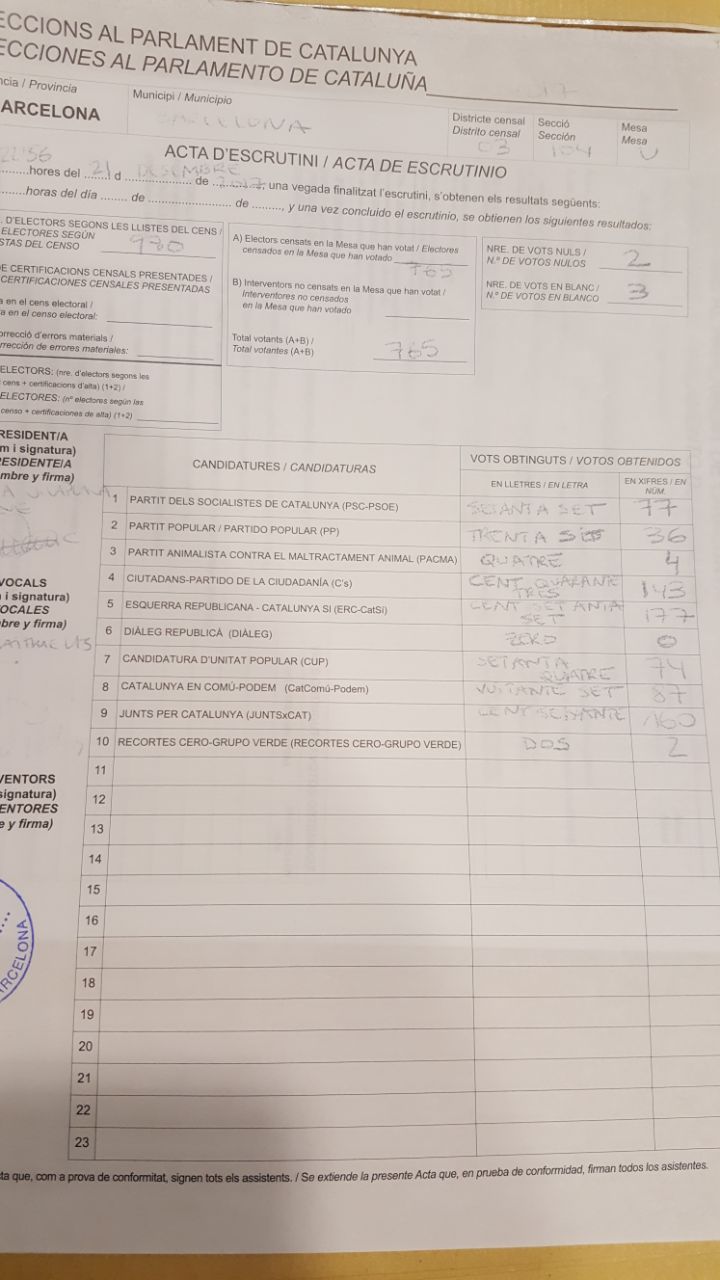 ECCIONS AL PARLAMENT DE CATALUNYA
ECCIONES AL PARLAMENTO DE CATALUÑA
17
ncia / Provincia
Municipi / Municipio
Districte censal
Distrito censal
Secció
Sección
Mesa
Mesa
ARCELONA
BARCELONA
03
104
U
ACTA D'ESCRUTINI / ACTA DE ESCRUTINIO
22'56 hores del 21 d DESEMBRE de 2017, una vegada finalitzat l'escrutini, s'obtenen els resultats següents:
horas del día ........ de ........................ de ........., y una vez concluido el escrutinio, se obtienen los siguientes resultados:
. D'ELECTORS SEGONS LES LLISTES DEL CENS /
ELECTORES SEGÚN
STAS DEL CENSO
980
E CERTIFICACIONS CENSALS PRESENTADES /
CERTIFICACIONES CENSALES PRESENTADAS
a en el cens electoral /
a en el censo electoral:
orrecció d'errors materials /
rrección de errores materiales:
ELECTORS: (nre. d'electors segons les
cens + certificacions d'alta) (1+2) /
ELECTORES: (nº electores según las
censo + certificaciones de alta) (1+2)
A) Electors censats en la Mesa que han votat / Electores
censados en la Mesa que han votado
765
B) Interventors no censats en la Mesa que han votat /
Interventores no censados
en la Mesa que han votado
Total votants (A+B) /
Total votantes (A+B)
765
NRE. DE VOTS NULS /
N.º DE VOTOS NULOS
2
NRE. DE VOTS EN BLANC /
N.º DE VOTOS EN BLANCO
3
RESIDENT/A
m i signatura)
RESIDENTE/A
mbre y firma)
VOCALS
i signatura)
OCALES
bre y firma)
VENTORS
signatura)
ENTORES
e y firma)
RCELONA
CANDIDATURES / CANDIDATURAS
VOTS OBTINGUTS / VOTOS OBTENIDOS
EN LLETRES / EN LETRA
EN XIFRES / EN NÚM.
1 PARTIT DELS SOCIALISTES DE CATALUNYA (PSC-PSOE) SETANTA SET 77
2 PARTIT POPULAR / PARTIDO POPULAR (PP) TRENTA SIS 36
3 PARTIT ANIMALISTA CONTRA EL MALTRACTAMENT ANIMAL (PACMA) QUATRE 4
4 CIUTADANS-PARTIDO DE LA CIUDADANÍA (C's) CENT QUARANTE TRES 143
5 ESQUERRA REPUBLICANA - CATALUNYA SI (ERC-CatSí) CENT SETANTA SET 177
6 DIÀLEG REPUBLICÀ (DIÀLEG) ZERO 0
7 CANDIDATURA D'UNITAT POPULAR (CUP) SETANTA QUATRE 74
8 CATALUNYA EN COMÚ-PODEM (CatComú-Podem) VUITANTE SET 87
9 JUNTS PER CATALUNYA (JUNTSxCAT) CENT SEIXANTE 160
10 RECORTES CERO-GRUPO VERDE (RECORTES CERO-GRUPO VERDE) DOS 2
11
12
13
14
15
16
17
18
19
20
21
22
23
ta que, com a prova de conformitat, signen tots els assistents. / Se extiende la presente Acta que, en prueba de conformidad, firman todos los asistentes.